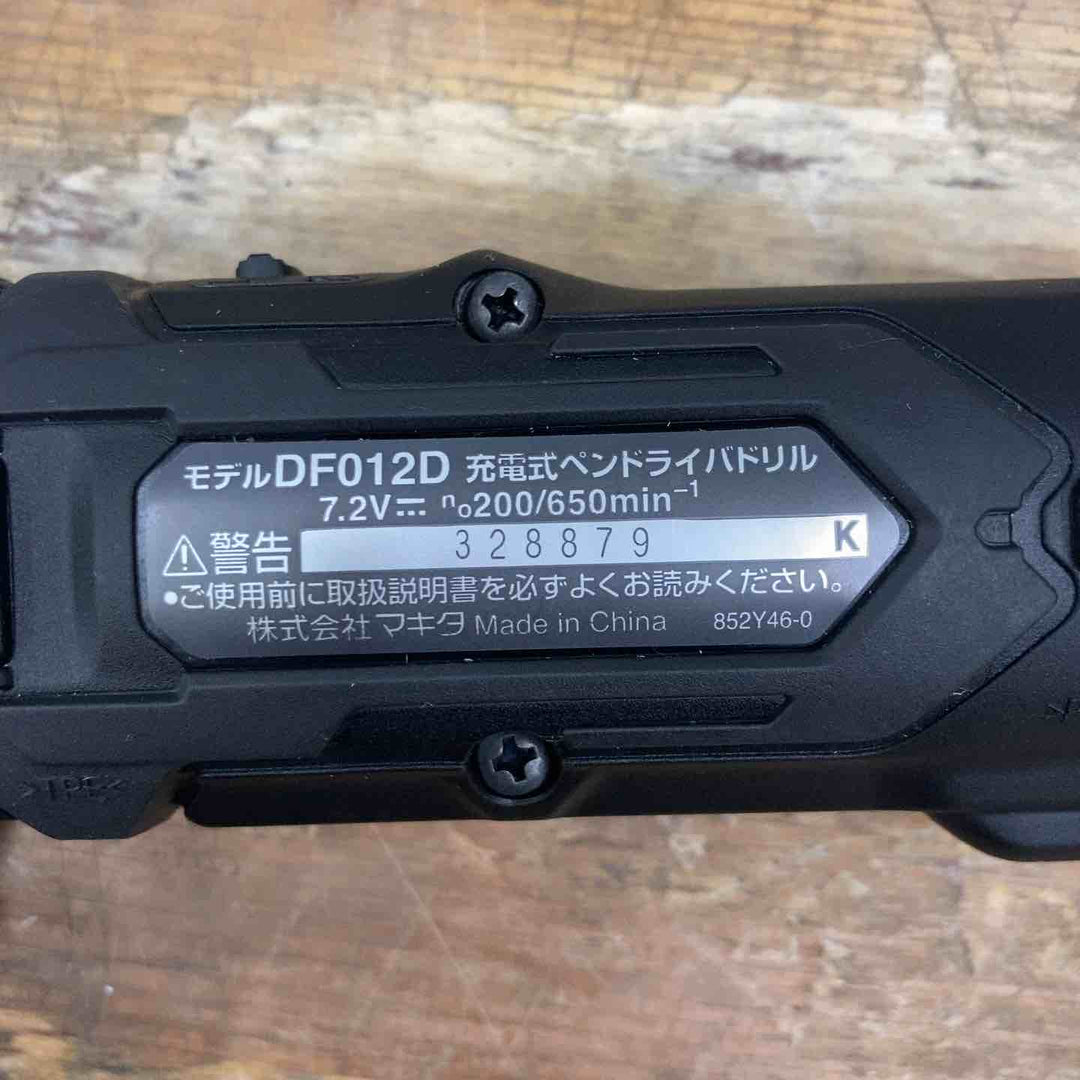 モデルDF012D 充電式ペンドライバドリル
7.2V⎓ n₀200/650min⁻¹
⚠警告 328879 K
●ご使用前に取扱説明書を必ずよくお読みください。
株式会社マキタ Made in China 852Y46-0
>TPE<